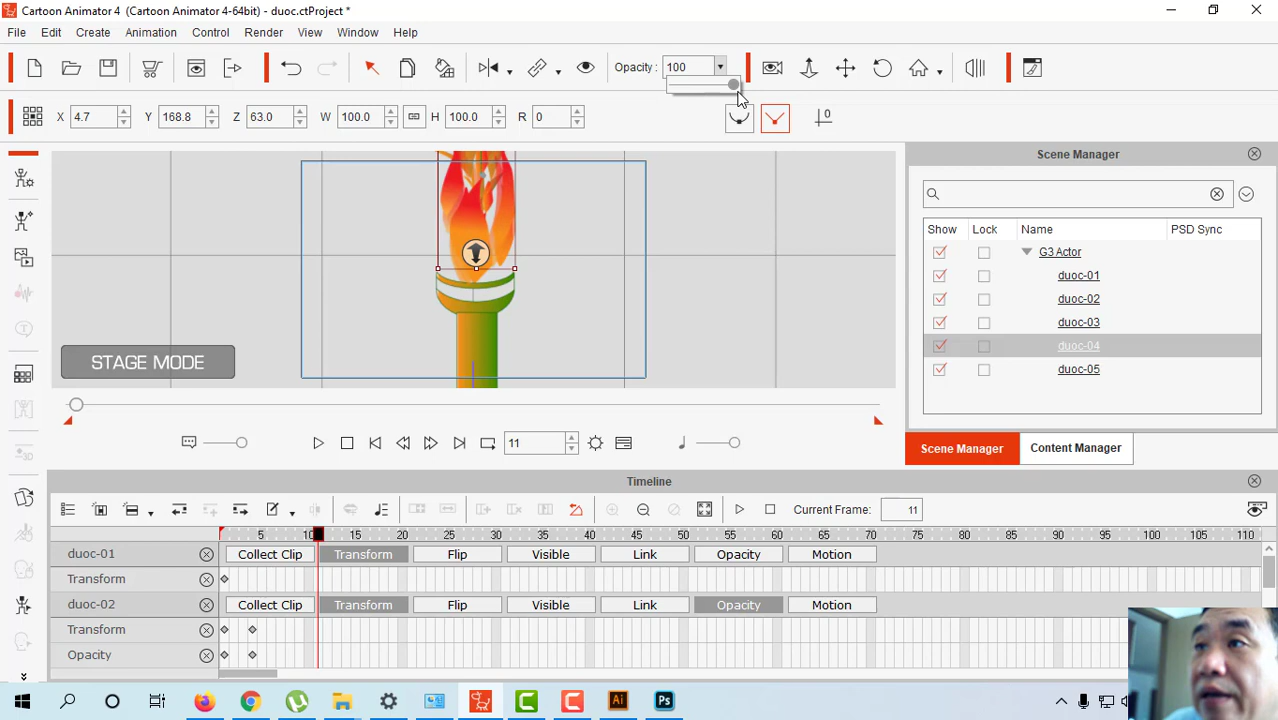 Cartoon Animator 4 (Cartoon Animator 4-64bit) - duoc.ctProject *
File Edit Create Animation Control Render View Window Help
Opacity : 100
X 4.7 Y 168.8 Z 63.0 W 100.0 H 100.0 R 0
Scene Manager
Show Lock Name PSD Sync
G3 Actor
duoc-01
duoc-02
duoc-03
duoc-04
duoc-05
STAGE MODE
11
Scene Manager Content Manager
Timeline
Current Frame: 11
5 10 15 20 25 30 35 40 45 50 55 60 65 70 75 80 85 90 95 100 105 110
duoc-01 Collect Clip Transform Flip Visible Link Opacity Motion
Transform
duoc-02 Collect Clip Transform Flip Visible Link Opacity Motion
Transform
Opacity
Ai Ps